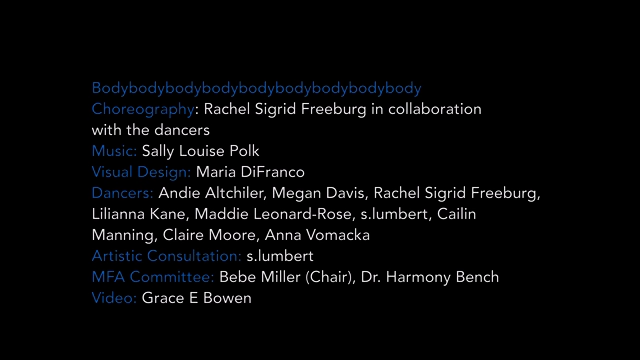 Bodybodybodybodybodybodybodybodybody
Choreography: Rachel Sigrid Freeburg in collaboration
with the dancers
Music: Sally Louise Polk
Visual Design: Maria DiFranco
Dancers: Andie Altchiler, Megan Davis, Rachel Sigrid Freeburg,
Lilianna Kane, Maddie Leonard-Rose, s.lumbert, Cailin
Manning, Claire Moore, Anna Vomacka
Artistic Consultation: s.lumbert
MFA Committee: Bebe Miller (Chair), Dr. Harmony Bench
Video: Grace E Bowen